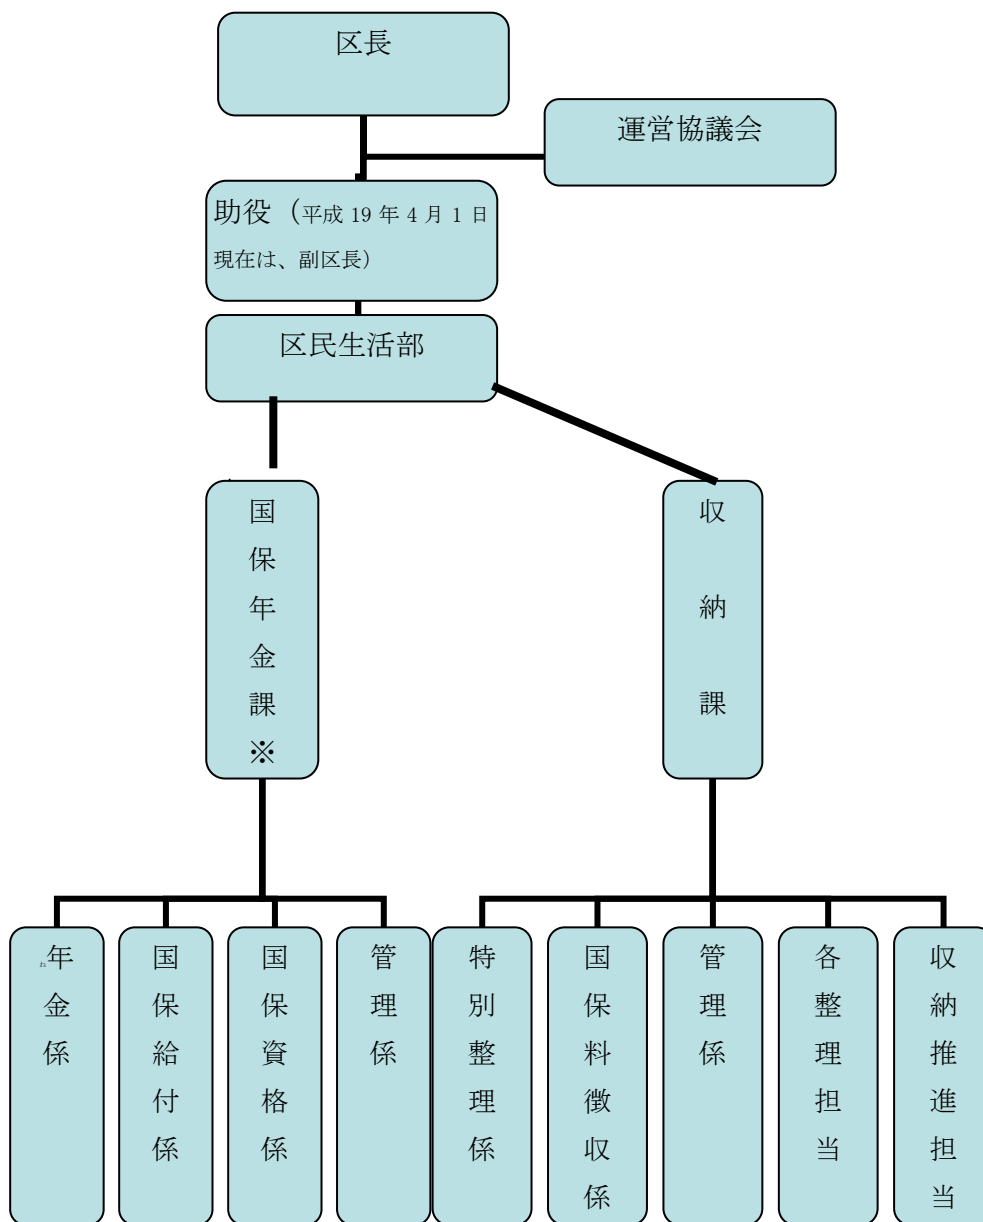 区長
運営協議会
助役（平成 19 年 4 月 1 日
現在は、副区長）
区民生活部
国保年金課※
収納課
年金係
国保給付係
国保資格係
管理係
特別整理係
国保料徴収係
管理係
各整理担当
収納推進担当